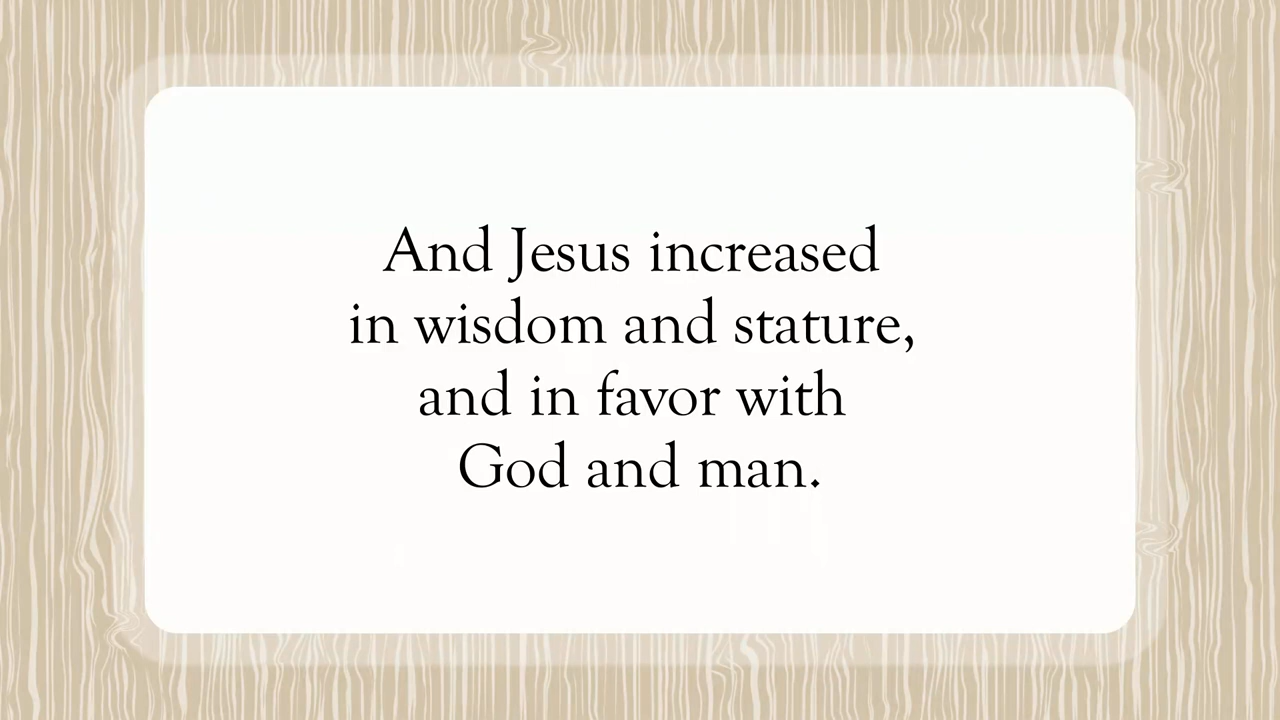 And Jesus increased
in wisdom and stature,
and in favor with
God and man.